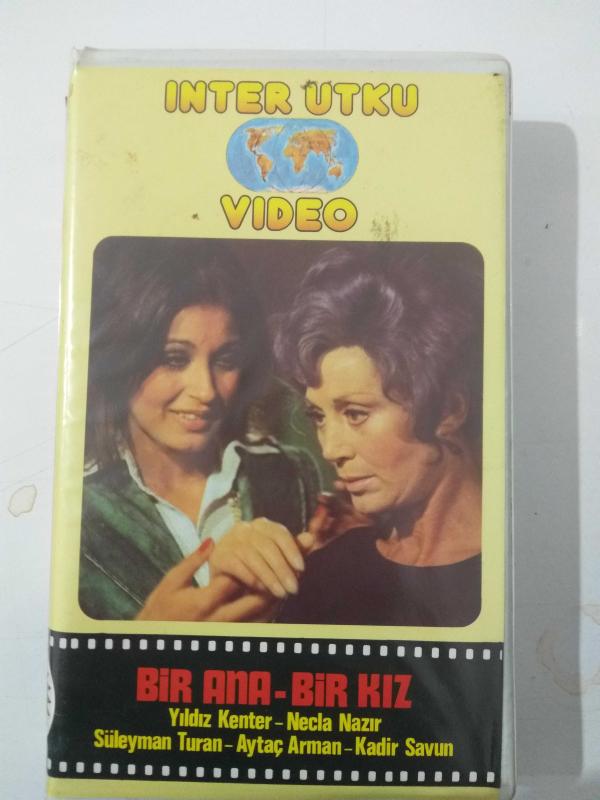 INTER UTKU
VIDEO
BİR ANA-BİR KIZ
Yıldız Kenter-Necla Nazır
Süleyman Turan-Aytaç Arman-Kadir Savun